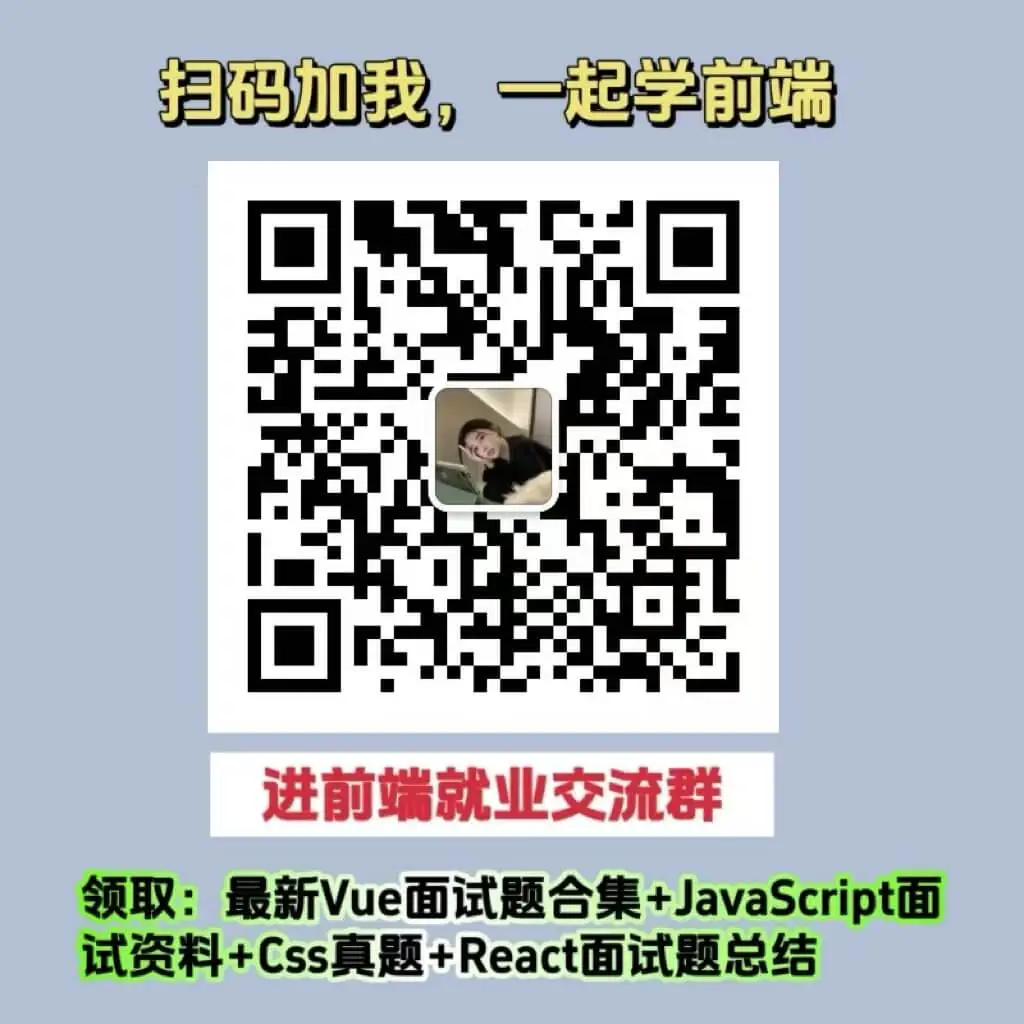 扫码加我，一起学前端
进前端就业交流群
领取：最新Vue面试题合集+JavaScript面
试资料+Css真题+React面试题总结